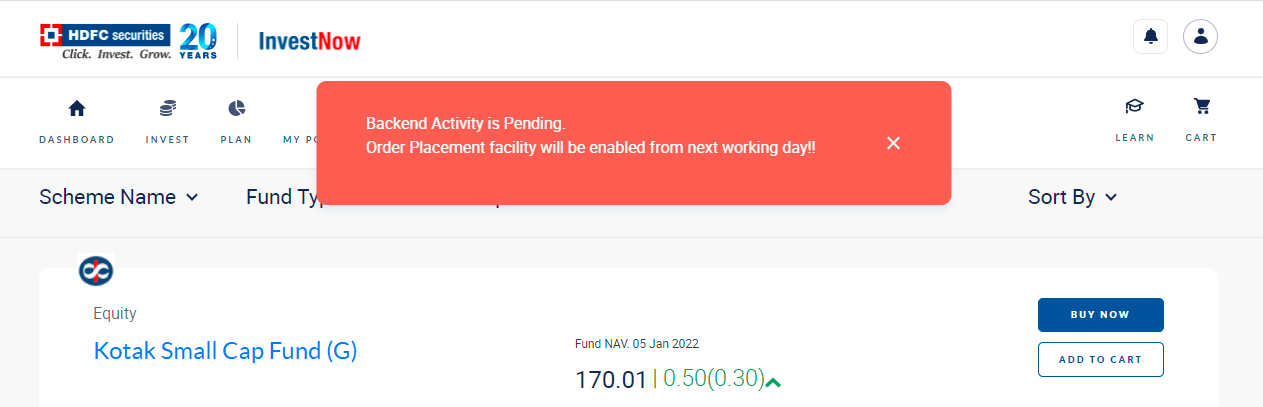 HDFC securities
Click. Invest. Grow.
20
YEARS
InvestNow
Backend Activity is Pending.
Order Placement facility will be enabled from next working day!!
DASHBOARD
INVEST
PLAN
MY PO
LEARN
CART
Scheme Name
Fund Typ
Sort By
Equity
Kotak Small Cap Fund (G)
Fund NAV. 05 Jan 2022
170.01 | 0.50(0.30)
BUY NOW
ADD TO CART